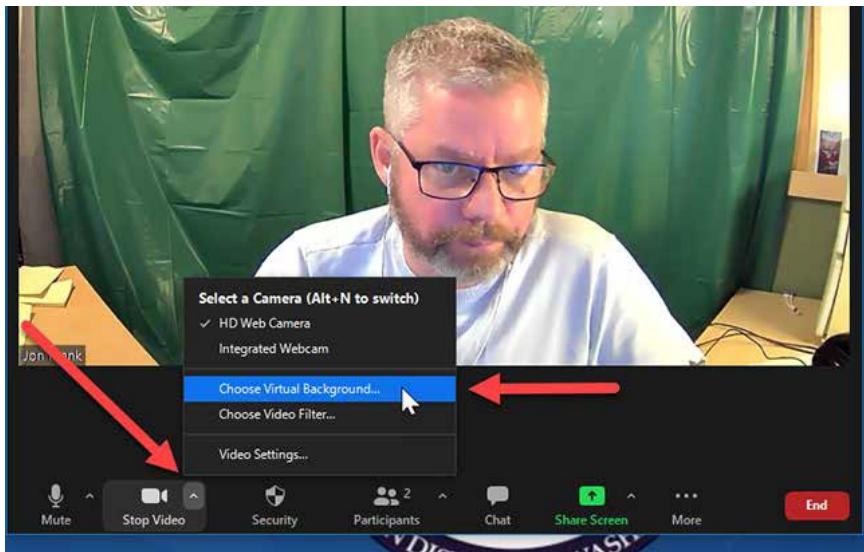 Select a Camera (Alt+N to switch)
HD Web Camera
Integrated Webcam
Jon
Choose Virtual Background...
Choose Video Filter...
Video Settings...
2
Mute
Stop Video
Security
Participants
Chat
Share Screen
More
End